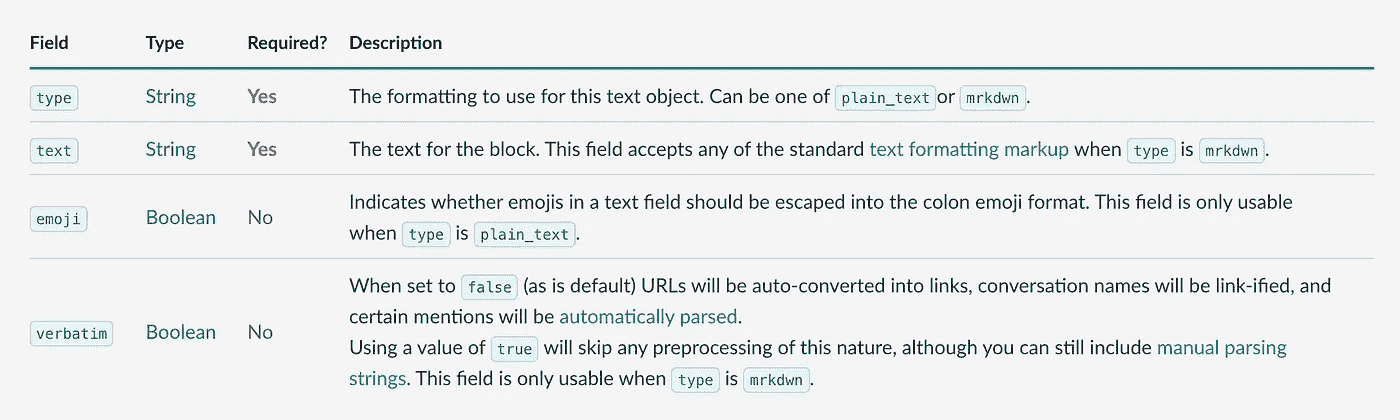 Field Type Required? Description
type String Yes The formatting to use for this text object. Can be one of plain_text or mrkdwn.
text String Yes The text for the block. This field accepts any of the standard text formatting markup when type is mrkdwn.
emoji Boolean No Indicates whether emojis in a text field should be escaped into the colon emoji format. This field is only usable
when type is plain_text.
verbatim Boolean No When set to false (as is default) URLs will be auto-converted into links, conversation names will be link-ified, and
certain mentions will be automatically parsed.
Using a value of true will skip any preprocessing of this nature, although you can still include manual parsing
strings. This field is only usable when type is mrkdwn.